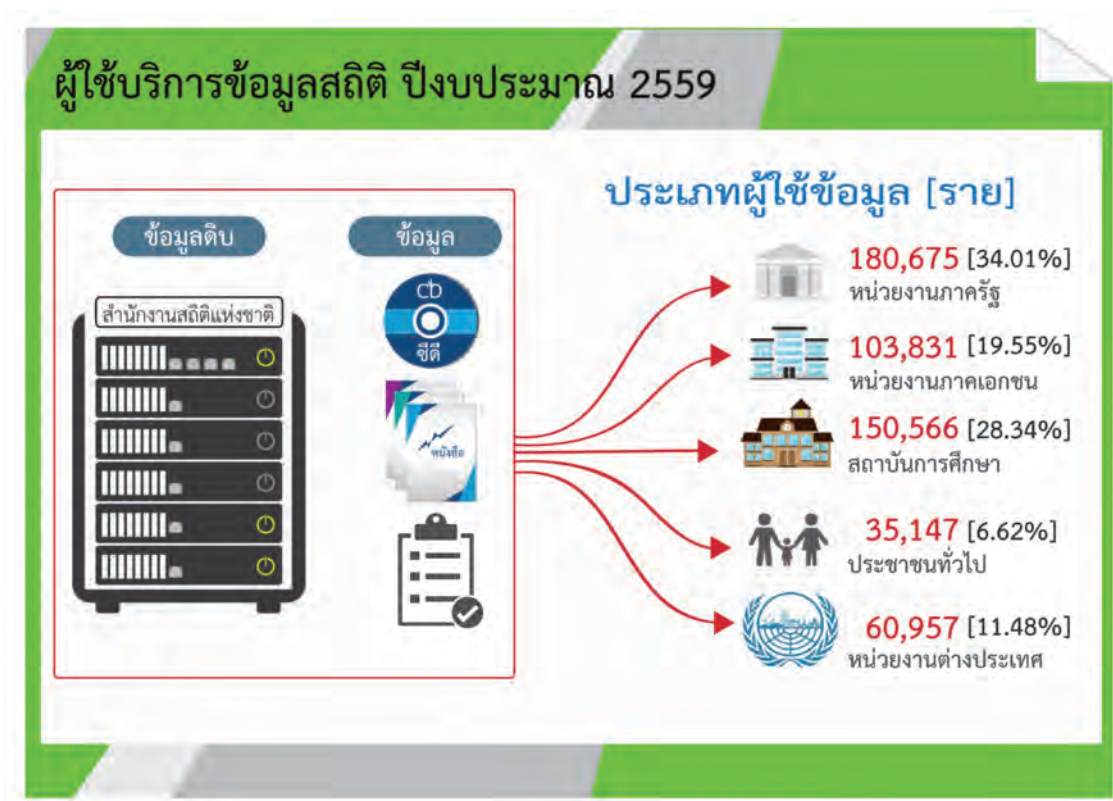 ผู้ใช้บริการข้อมูลสถิติ ปีงบประมาณ 2559
ประเภทผู้ใช้ข้อมูล [ราย]
ข้อมูลดิบ
ข้อมูล
สำนักงานสถิติแห่งชาติ
cb
ซีดี
หนังสือ
180,675 [34.01%]
หน่วยงานภาครัฐ
103,831 [19.55%]
หน่วยงานภาคเอกชน
150,566 [28.34%]
สถาบันการศึกษา
35,147 [6.62%]
ประชาชนทั่วไป
60,957 [11.48%]
หน่วยงานต่างประเทศ